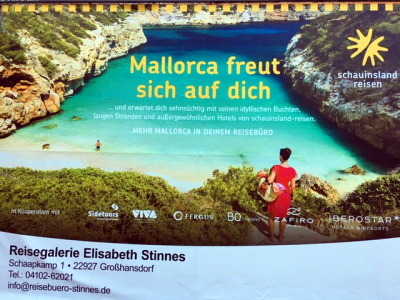 Mallorca freut
sich auf dich
schauinsland
reisen
... und erwartet dich sehnsüchtig mit seinen idyllischen Buchten,
langen Stränden und außergewöhnlichen Hotels von schauinsland-reisen.
MEHR MALLORCA IN DEINEM REISEBÜRO
In Kooperation mit
Sidetours
VIVA
FERGUS
BQ
ZAFIRO
IBEROSTAR
HOTELS & RESORTS
Reisegalerie Elisabeth Stinnes
Schaapkamp 1 • 22927 Großhansdorf
Tel.: 04102-62021
info@reisebuero-stinnes.de